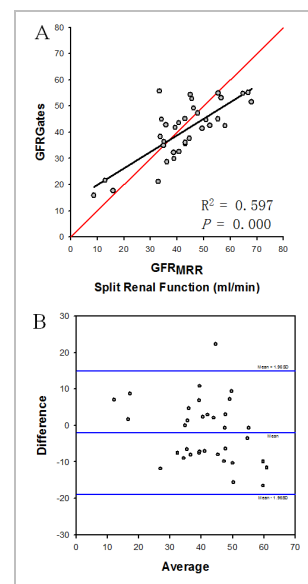 A
80
70
60
50
40
30
20
10
0
GFRGates
R² = 0.597
P = 0.000
0 10 20 30 40 50 60 70 80
GFRMRR
Split Renal Function (ml/min)
B
30
20
10
0
-10
-20
-30
Difference
Mean + 1.96SD
Mean
Mean - 1.96SD
0 10 20 30 40 50 60 70
Average